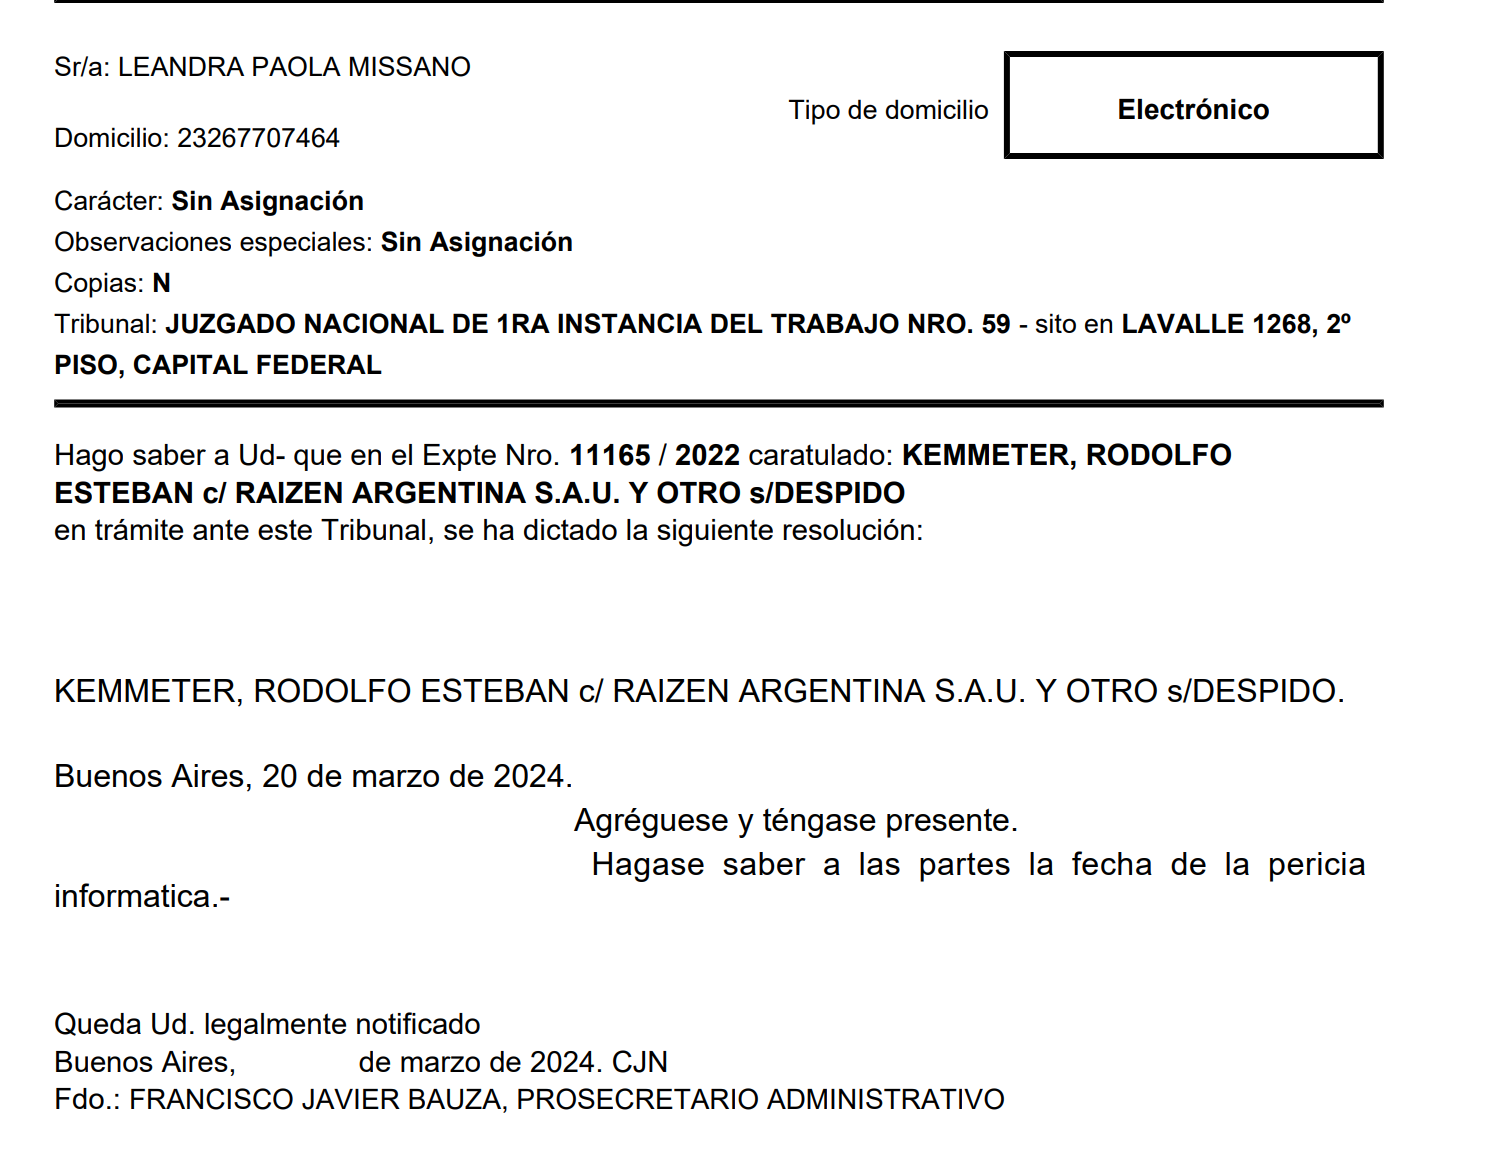 Sr/a: LEANDRA PAOLA MISSANO
Tipo de domicilio
Electrónico
Domicilio: 23267707464
Carácter: Sin Asignación
Observaciones especiales: Sin Asignación
Copias: N
Tribunal: JUZGADO NACIONAL DE 1RA INSTANCIA DEL TRABAJO NRO. 59 - sito en LAVALLE 1268, 2º
PISO, CAPITAL FEDERAL
Hago saber a Ud- que en el Expte Nro. 11165 / 2022 caratulado: KEMMETER, RODOLFO
ESTEBAN c/ RAIZEN ARGENTINA S.A.U. Y OTRO s/DESPIDO
en trámite ante este Tribunal, se ha dictado la siguiente resolución:
KEMMETER, RODOLFO ESTEBAN c/ RAIZEN ARGENTINA S.A.U. Y OTRO s/DESPIDO.
Buenos Aires, 20 de marzo de 2024.
Agréguese y téngase presente.
Hagase saber a las partes la fecha de la pericia
informatica.-
Queda Ud. legalmente notificado
Buenos Aires, de marzo de 2024. CJN
Fdo.: FRANCISCO JAVIER BAUZA, PROSECRETARIO ADMINISTRATIVO